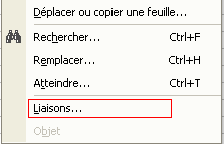 Déplacer ou copier une feuille...
Rechercher... Ctrl+F
Remplacer... Ctrl+H
Atteindre... Ctrl+T
Liaisons...
Objet